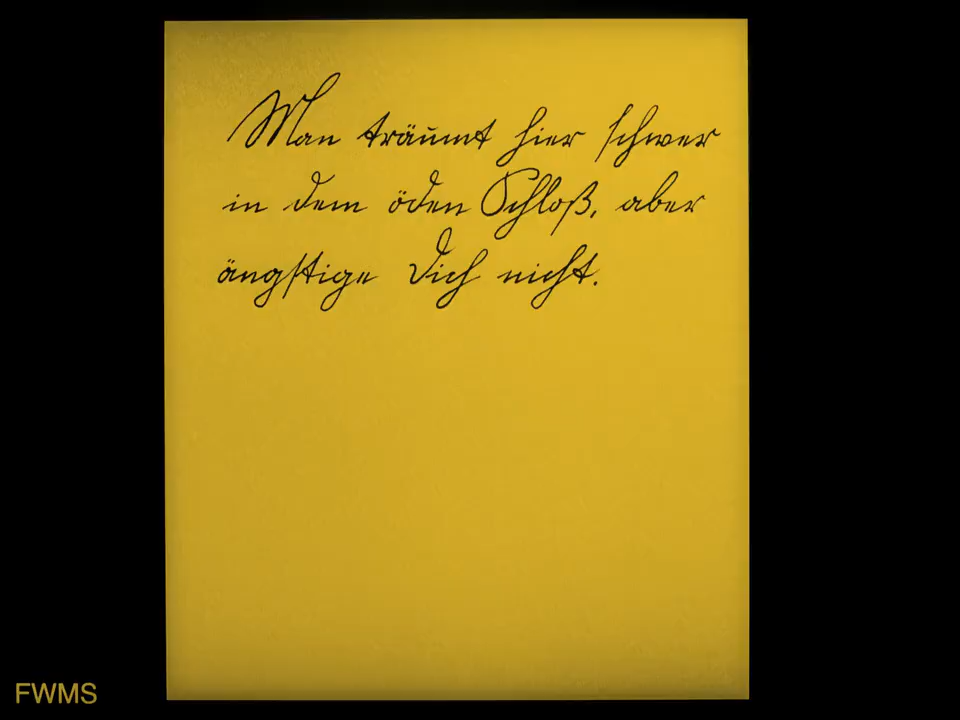 Man träumt hier schwer
in dem öden Schloß, aber
ängstige Dich nicht.
FWMS